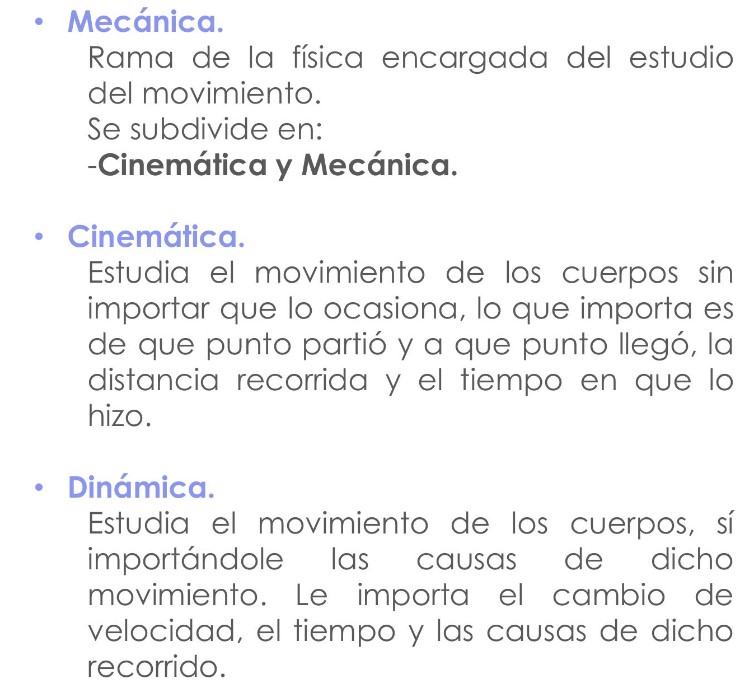 • Mecánica.
Rama de la física encargada del estudio
del movimiento.
Se subdivide en:
-Cinemática y Mecánica.
• Cinemática.
Estudia el movimiento de los cuerpos sin
importar que lo ocasiona, lo que importa es
de que punto partió y a que punto llegó, la
distancia recorrida y el tiempo en que lo
hizo.
• Dinámica.
Estudia el movimiento de los cuerpos, sí
importándole las causas de dicho
movimiento. Le importa el cambio de
velocidad, el tiempo y las causas de dicho
recorrido.